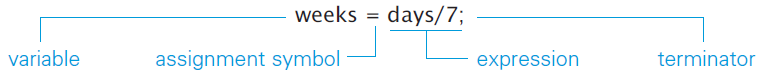 weeks = days/7;
variable assignment symbol expression terminator